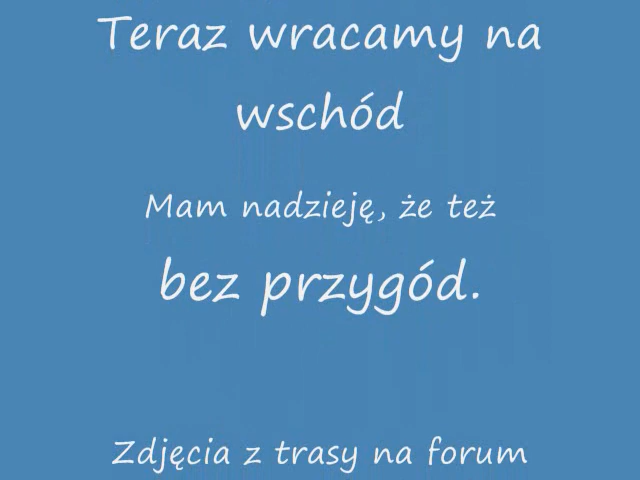 Teraz wracamy na
wschód
Mam nadzieję, że też
bez przygód.
Zdjęcia z trasy na forum